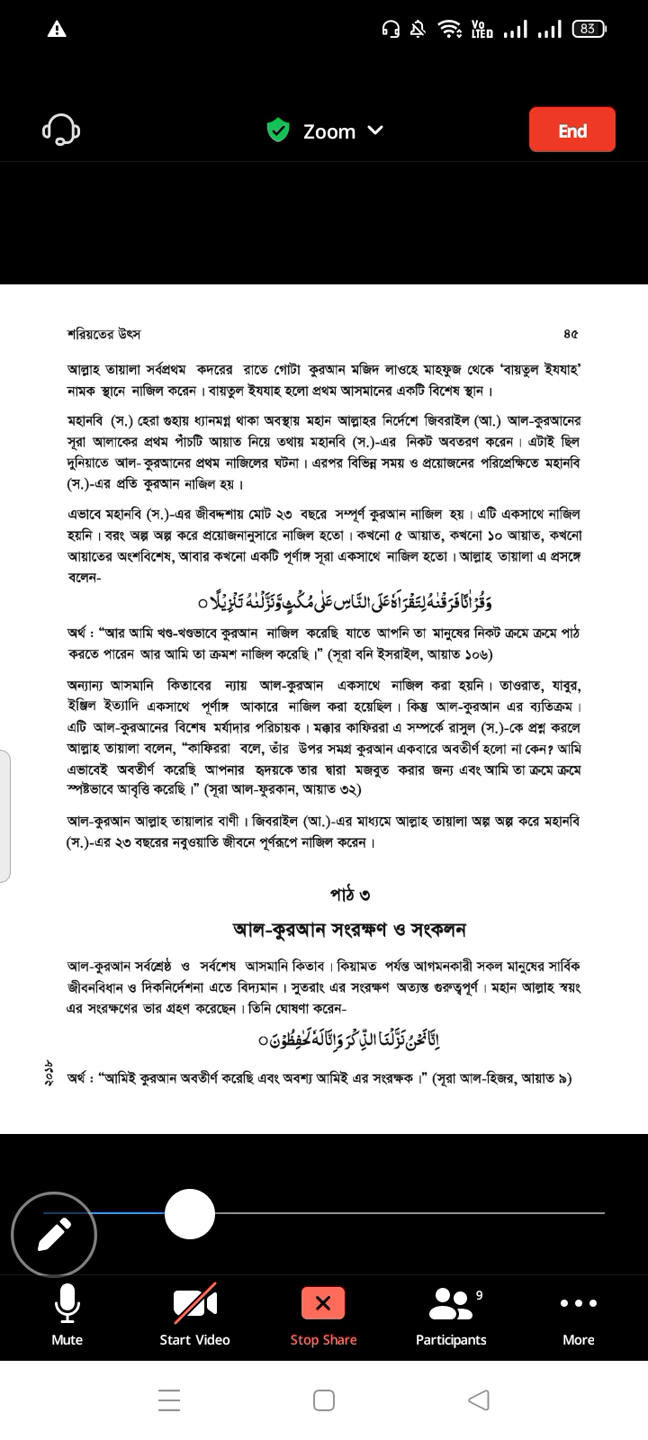 Vo
LTE
83
Zoom
End
শরিয়তের উৎস ৪৫
আল্লাহ তায়ালা সর্বপ্রথম কদরের রাতে গোটা কুরআন মজিদ লাওহে মাহফুজ থেকে ‘বায়তুল ইযযাহ’
নামক স্থানে নাজিল করেন। বায়তুল ইযযাহ হলো প্রথম আসমানের একটি বিশেষ স্থান।
মহানবি (স.) হেরা গুহায় ধ্যানমগ্ন থাকা অবস্থায় মহান আল্লাহর নির্দেশে জিবরাইল (আ.) আল-কুরআনের
সূরা আলাকের প্রথম পাঁচটি আয়াত নিয়ে তথায় মহানবি (স.)-এর নিকট অবতরণ করেন। এটাই ছিল
দুনিয়াতে আল-কুরআনের প্রথম নাজিলের ঘটনা। এরপর বিভিন্ন সময় ও প্রয়োজনের পরিপ্রেক্ষিতে মহানবি
(স.)-এর প্রতি কুরআন নাজিল হয়।
এভাবে মহানবি (স.)-এর জীবদ্দশায় মোট ২৩ বছরে সম্পূর্ণ কুরআন নাজিল হয়। এটি একসাথে নাজিল
হয়নি। বরং অল্প অল্প করে প্রয়োজনানুসারে নাজিল হতো। কখনো ৫ আয়াত, কখনো ১০ আয়াত, কখনো
আয়াতের অংশবিশেষ, আবার কখনো একটি পূর্ণাঙ্গ সূরা একসাথে নাজিল হতো। আল্লাহ তায়ালা এ প্রসঙ্গে
বলেন-
وَقُرْاٰنًا فَرَقْنٰهُ لِتَقْرَاَهٗ عَلَى النَّاسِ عَلٰى مُكْثٍ وَّنَزَّلْنٰهُ تَنْزِيْلًا ○
অর্থ : “আর আমি খণ্ড-খণ্ডভাবে কুরআন নাজিল করেছি যাতে আপনি তা মানুষের নিকট ক্রমে ক্রমে পাঠ
করতে পারেন আর আমি তা ক্রমশ নাজিল করেছি।” (সূরা বনি ইসরাইল, আয়াত ১০৬)
অন্যান্য আসমানি কিতাবের ন্যায় আল-কুরআন একসাথে নাজিল করা হয়নি। তাওরাত, যাবুর,
ইঞ্জিল ইত্যাদি একসাথে পূর্ণাঙ্গ আকারে নাজিল করা হয়েছিল। কিন্তু আল-কুরআন এর ব্যতিক্রম।
এটি আল-কুরআনের বিশেষ মর্যাদার পরিচায়ক। মক্কার কাফিররা এ সম্পর্কে রাসুল (স.)-কে প্রশ্ন করলে
আল্লাহ তায়ালা বলেন, “কাফিররা বলে, তাঁর উপর সমগ্র কুরআন একবারে অবতীর্ণ হলো না কেন? আমি
এভাবেই অবতীর্ণ করেছি আপনার হৃদয়কে তার দ্বারা মজবুত করার জন্য এবং আমি তা ক্রমে ক্রমে
স্পষ্টভাবে আবৃত্তি করেছি।” (সূরা আল-ফুরকান, আয়াত ৩২)
আল-কুরআন আল্লাহ তায়ালার বাণী। জিবরাইল (আ.)-এর মাধ্যমে আল্লাহ তায়ালা অল্প অল্প করে মহানবি
(স.)-এর ২৩ বছরের নবুওয়াতি জীবনে পূর্ণরূপে নাজিল করেন।
পাঠ ৩
আল-কুরআন সংরক্ষণ ও সংকলন
আল-কুরআন সর্বশ্রেষ্ঠ ও সর্বশেষ আসমানি কিতাব। কিয়ামত পর্যন্ত আগমনকারী সকল মানুষের সার্বিক
জীবনবিধান ও দিকনির্দেশনা এতে বিদ্যমান। সুতরাং এর সংরক্ষণ অত্যন্ত গুরুত্বপূর্ণ। মহান আল্লাহ স্বয়ং
এর সংরক্ষণের ভার গ্রহণ করেছেন। তিনি ঘোষণা করেন-
اِنَّا نَحْنُ نَزَّلْنَا الذِّكْرَ وَاِنَّا لَهٗ لَحٰفِظُوْنَ ○
অর্থ : “আমিই কুরআন অবতীর্ণ করেছি এবং অবশ্য আমিই এর সংরক্ষক।” (সূরা আল-হিজর, আয়াত ৯)
২০১৮
9
Mute Start Video Stop Share Participants More